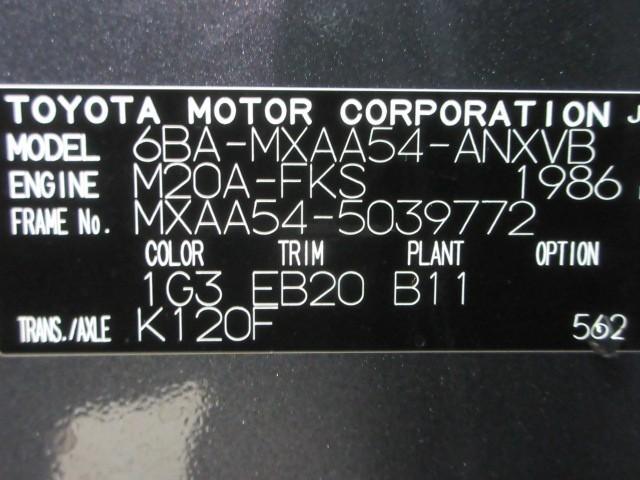 TOYOTA MOTOR CORPORATION J
MODEL 6BA-MXAA54-ANXVB
ENGINE M20A-FKS 1986
FRAME No. MXAA54-5039772
COLOR TRIM PLANT OPTION
1G3 EB20 B11
TRANS./AXLE K120F 562